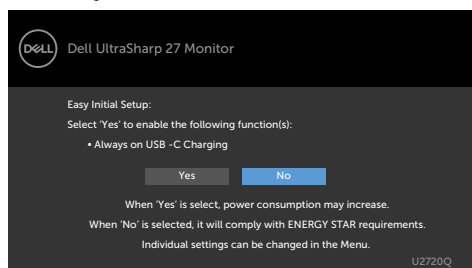 DELL
Dell UltraSharp 27 Monitor
Easy Initial Setup:
Select 'Yes' to enable the following function(s):
• Always on USB -C Charging
Yes
No
When 'Yes' is select, power consumption may increase.
When 'No' is selected, it will comply with ENERGY STAR requirements.
Individual settings can be changed in the Menu.
U2720Q